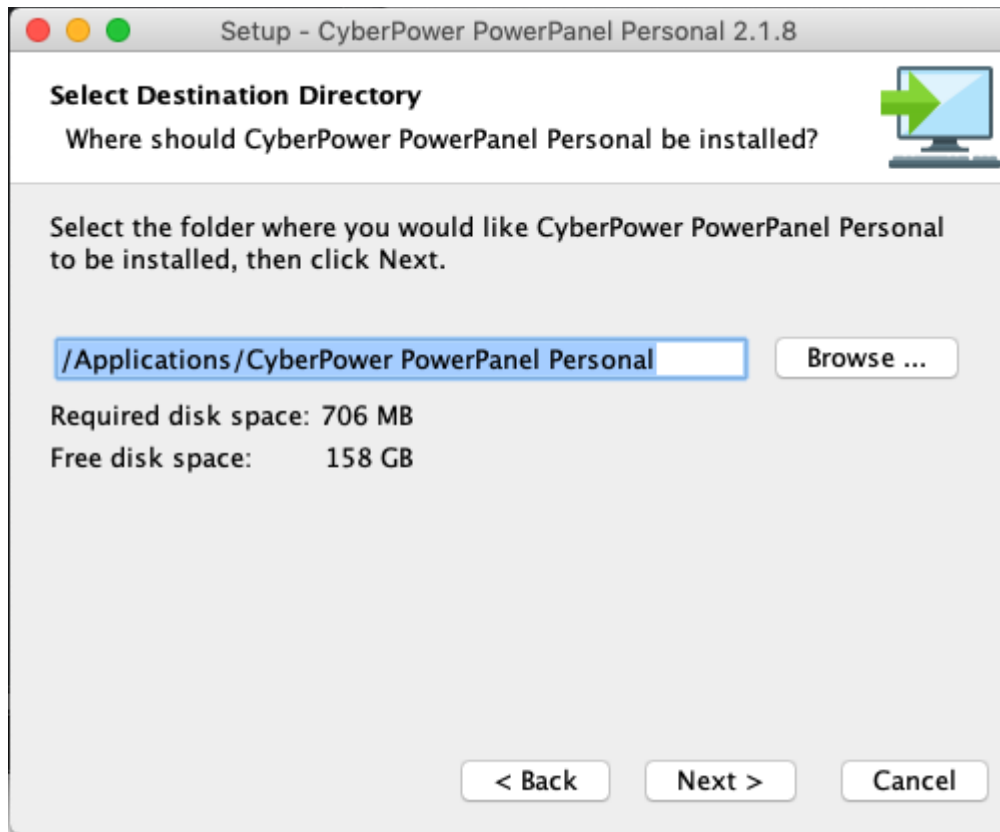 Setup - CyberPower PowerPanel Personal 2.1.8
Select Destination Directory
Where should CyberPower PowerPanel Personal be installed?
Select the folder where you would like CyberPower PowerPanel Personal
to be installed, then click Next.
/Applications/CyberPower PowerPanel Personal
Browse ...
Required disk space: 706 MB
Free disk space: 158 GB
< Back
Next >
Cancel